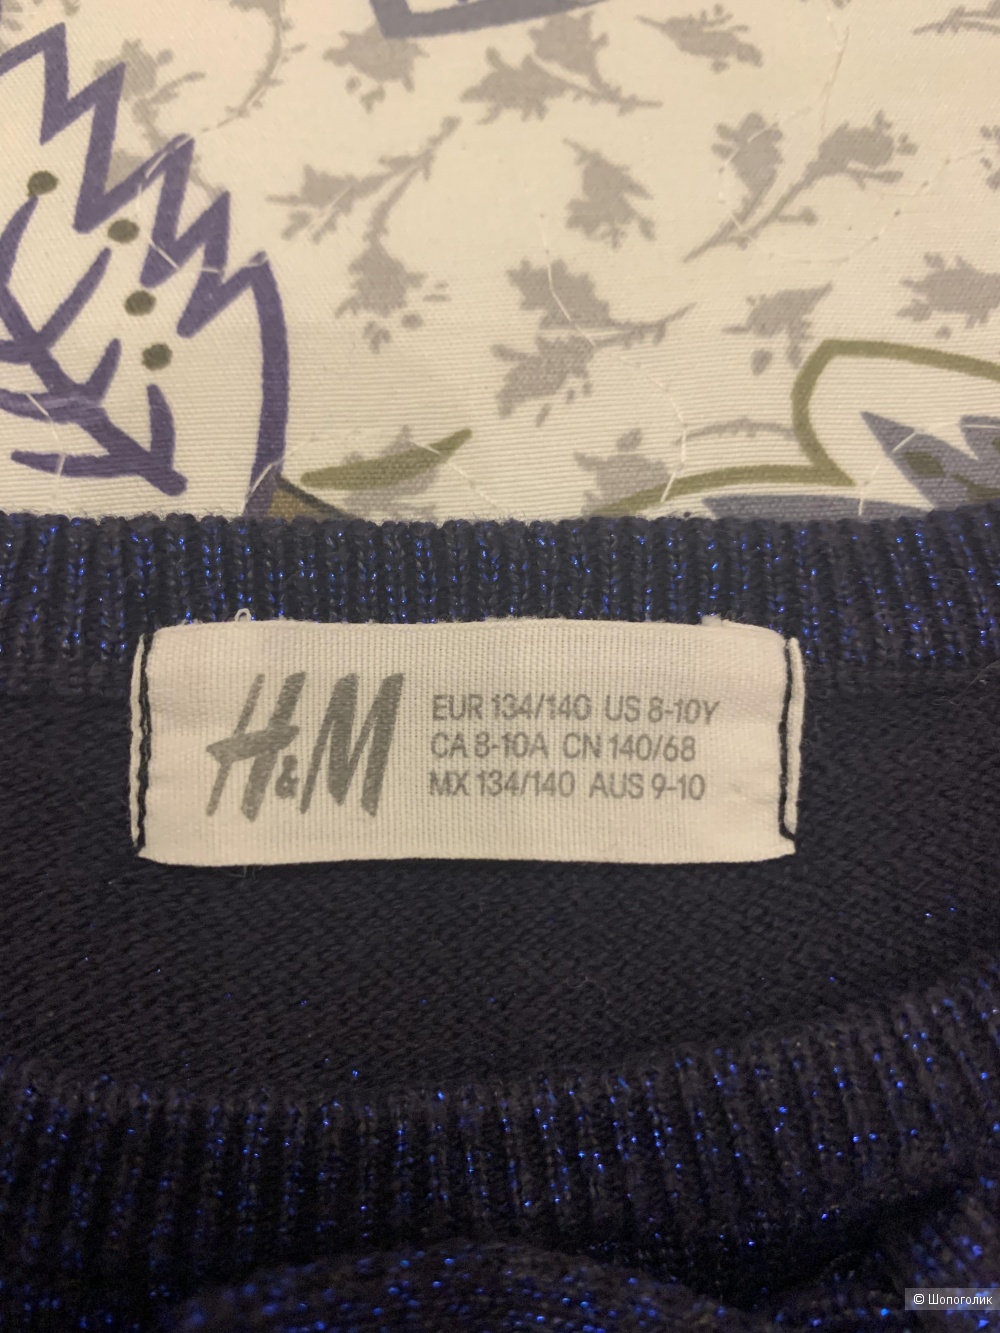 H&M
EUR 134/140 US 8-10Y
CA 8-10A CN 140/68
MX 134/140 AUS 9-10
© Шопоголик